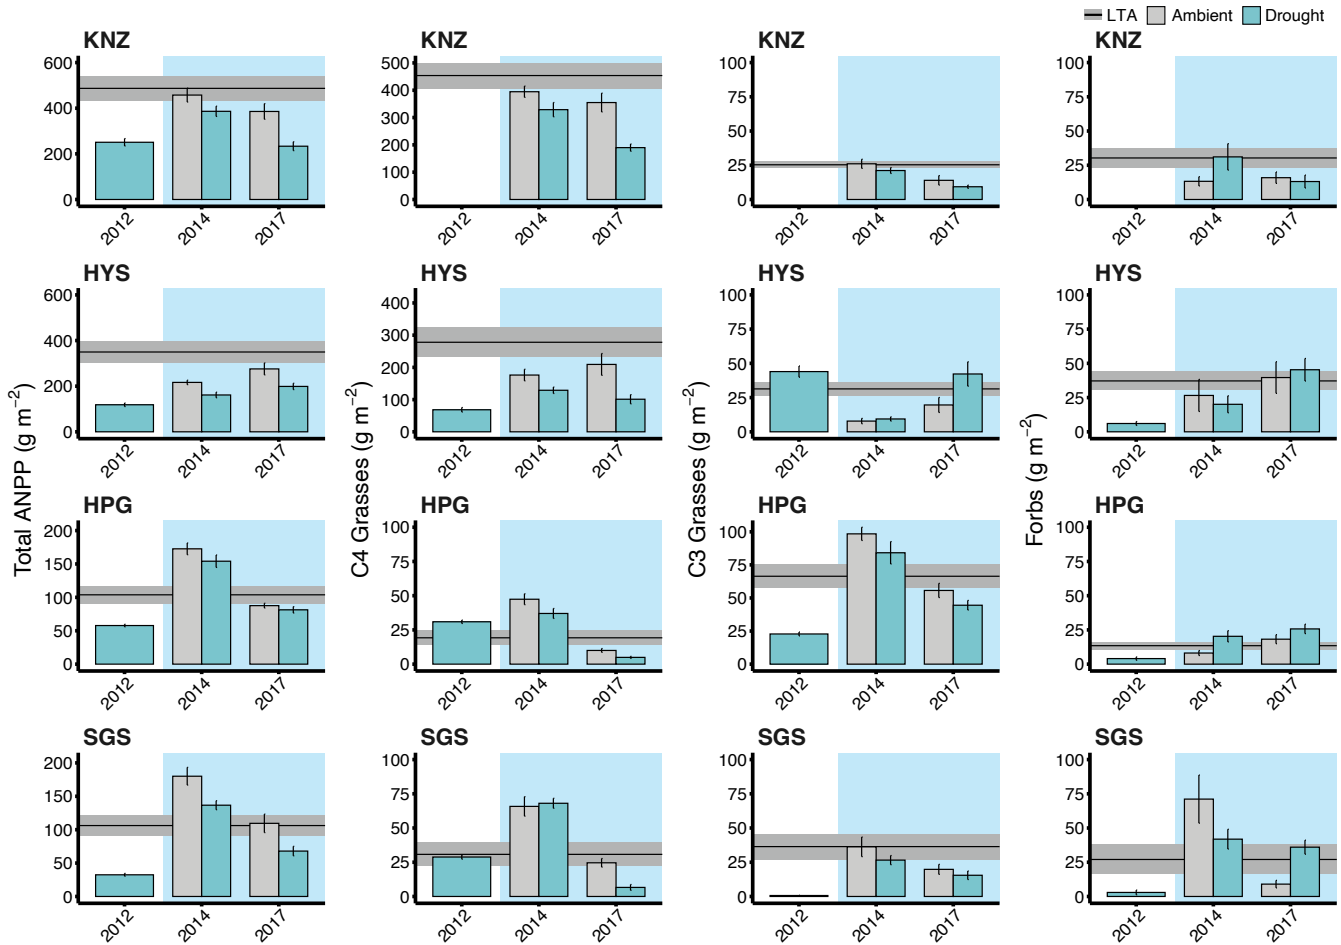 LTA Ambient Drought
KNZ KNZ KNZ KNZ
600 500 100 100
400 400 75 75
300 50 50
200 200 25 25
100
0 0 0 0
2012 2014 2017 2012 2014 2017 2012 2014 2017 2012 2014 2017
HYS HYS HYS HYS
600 400 100 100
400 300 75 75
200 50 50
200 100 25 25
0 0 0 0
2012 2014 2017 2012 2014 2017 2012 2014 2017 2012 2014 2017
Total ANPP (g m−2)
C4 Grasses (g m−2)
C3 Grasses (g m−2)
Forbs (g m−2)
HPG HPG HPG HPG
200 100 100 100
150 75 75 75
100 50 50 50
50 25 25 25
0 0 0 0
2012 2014 2017 2012 2014 2017 2012 2014 2017 2012 2014 2017
SGS SGS SGS SGS
200 100 100 100
150 75 75 75
100 50 50 50
50 25 25 25
0 0 0 0
2012 2014 2017 2012 2014 2017 2012 2014 2017 2012 2014 2017